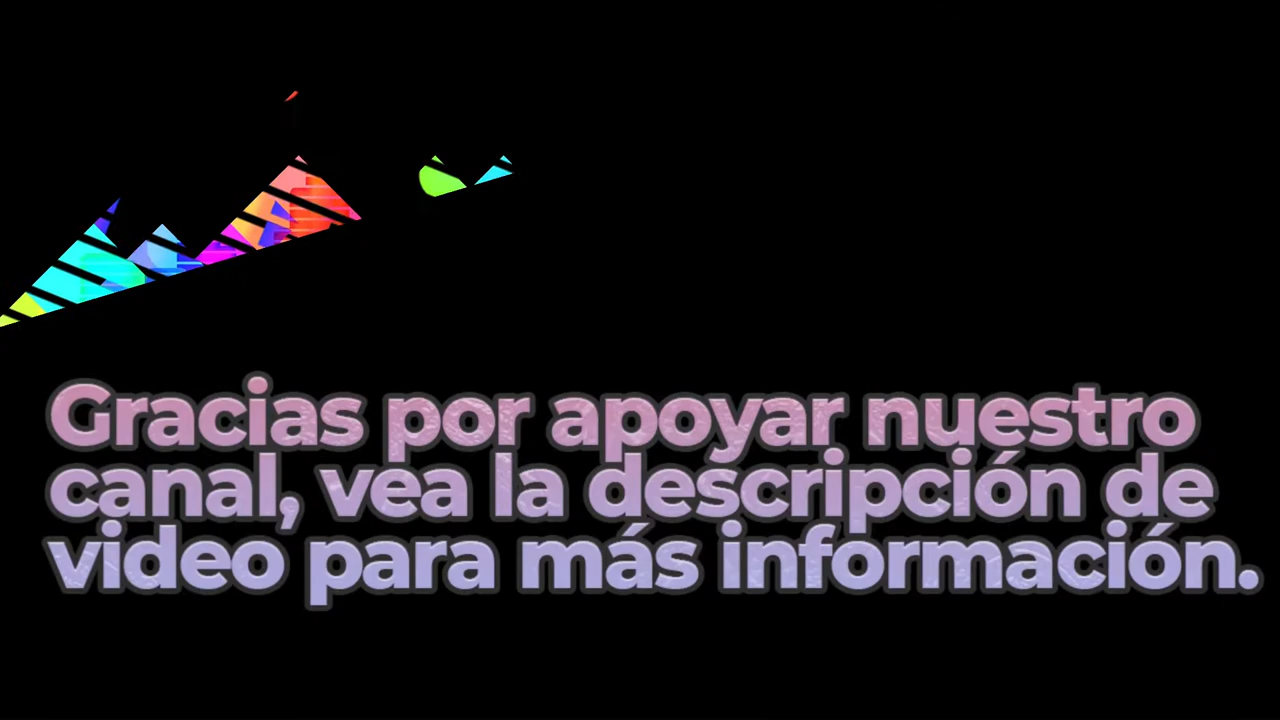 Gracias por apoyar nuestro
canal, vea la descripción de
video para más información.